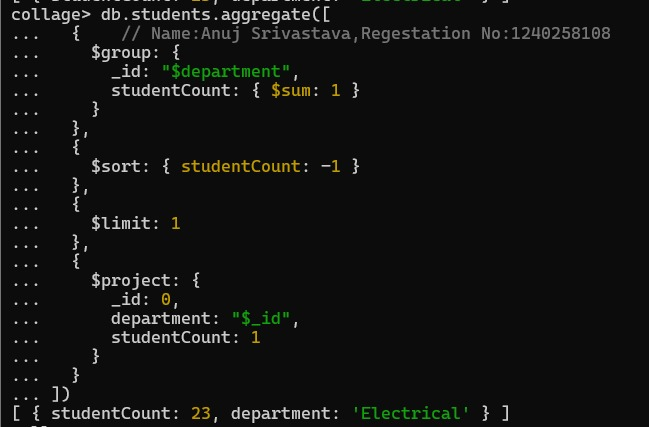 collage> db.students.aggregate([
...   {    // Name:Anuj Srivastava,Regestation No:1240258108
...     $group: {
...       _id: "$department",
...       studentCount: { $sum: 1 }
...     }
...   },
...   {
...     $sort: { studentCount: -1 }
...   },
...   {
...     $limit: 1
...   },
...   {
...     $project: {
...       _id: 0,
...       department: "$_id",
...       studentCount: 1
...     }
...   }
... ])
[ { studentCount: 23, department: 'Electrical' } ]